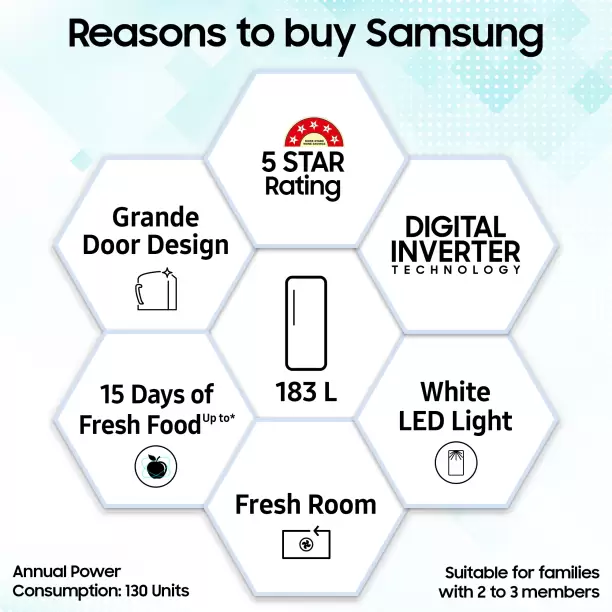 Reasons to buy Samsung
5 STAR
Rating
Grande
Door Design
DIGITAL
INVERTER
TECHNOLOGY
183 L
15 Days of
Fresh Food Up to*
White
LED Light
Fresh Room
Annual Power
Consumption: 130 Units
Suitable for families
with 2 to 3 members